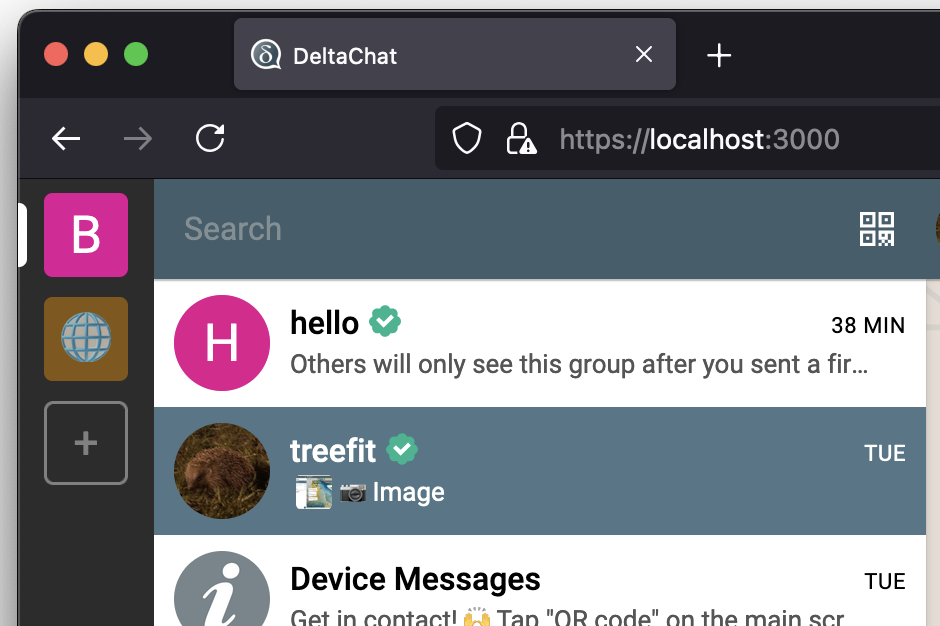 DeltaChat
https://localhost:3000
B
Search
H
hello
38 MIN
Others will only see this group after you sent a fir…
treefit
TUE
📷 Image
i
Device Messages
TUE
Get in contact! 🙌 Tap "QR code" on the main scr